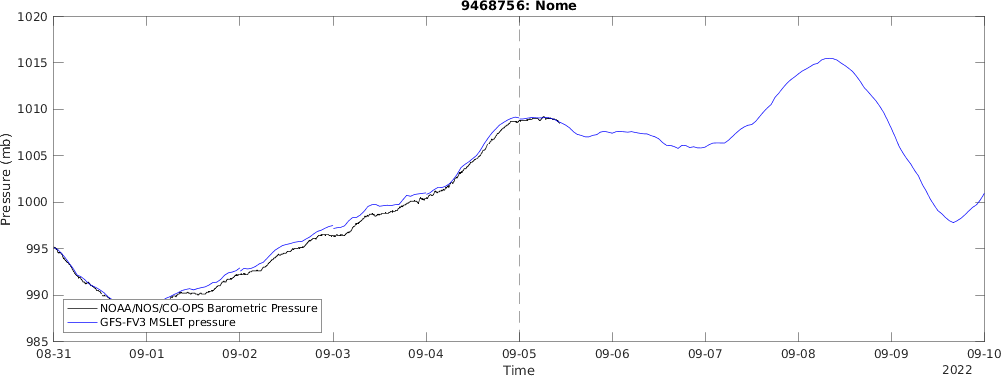 9468756: Nome
1020
1015
1010
1005
1000
995
990
985
Pressure (mb)
NOAA/NOS/CO-OPS Barometric Pressure
GFS-FV3 MSLET pressure
08-31 09-01 09-02 09-03 09-04 09-05 09-06 09-07 09-08 09-09 09-10
Time
2022